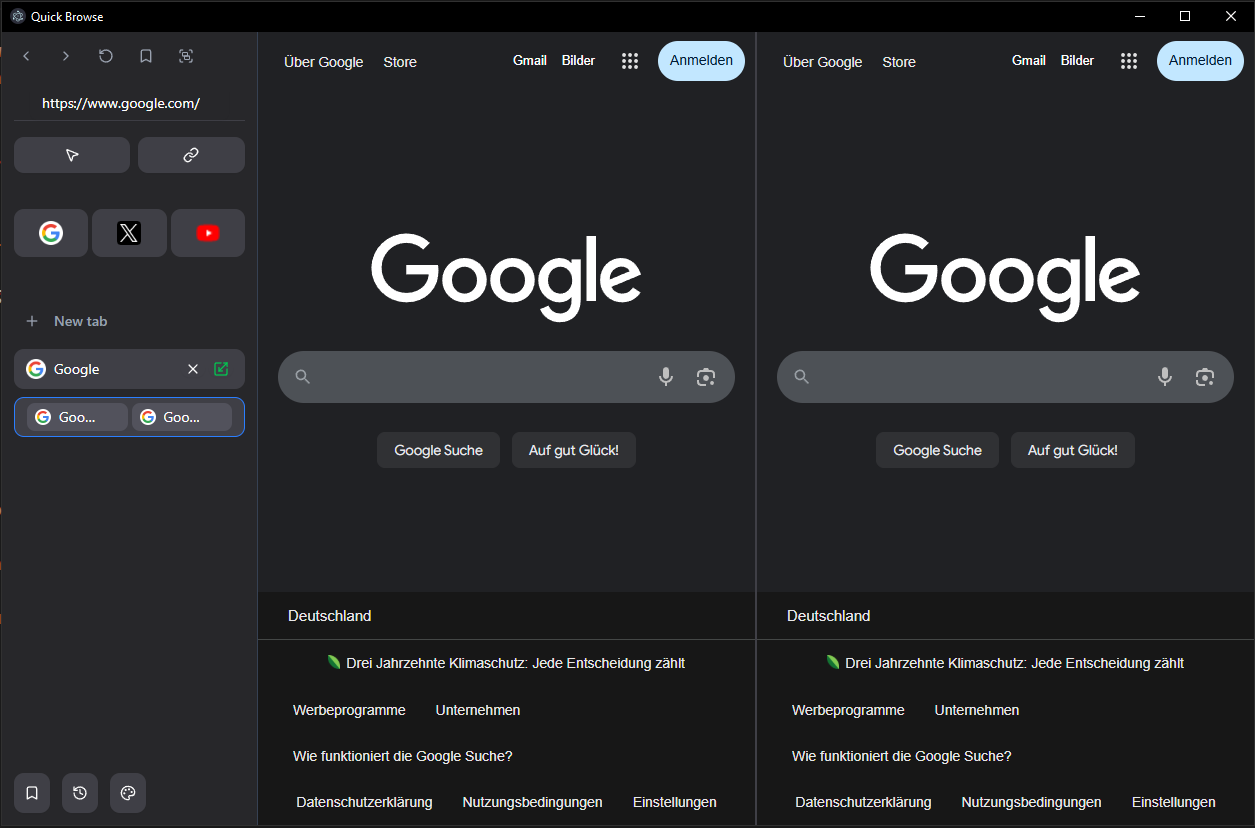 Quick Browse
https://www.google.com/
New tab
Google
Goo... Goo...
Über Google Store Gmail Bilder Anmelden
Google
Google Suche Auf gut Glück!
Deutschland
Drei Jahrzehnte Klimaschutz: Jede Entscheidung zählt
Werbeprogramme Unternehmen
Wie funktioniert die Google Suche?
Datenschutzerklärung Nutzungsbedingungen Einstellungen
Über Google Store Gmail Bilder Anmelden
Google
Google Suche Auf gut Glück!
Deutschland
Drei Jahrzehnte Klimaschutz: Jede Entscheidung zählt
Werbeprogramme Unternehmen
Wie funktioniert die Google Suche?
Datenschutzerklärung Nutzungsbedingungen Einstellungen